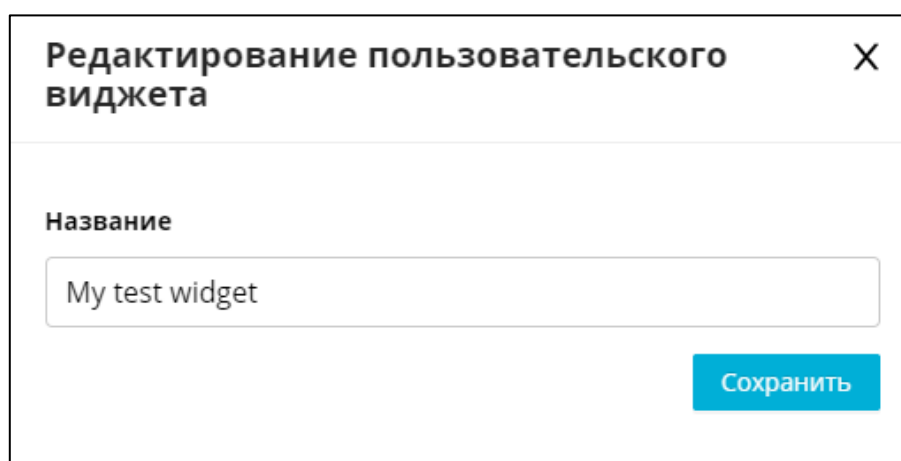 Редактирование пользовательского
виджета
Название
My test widget
Сохранить